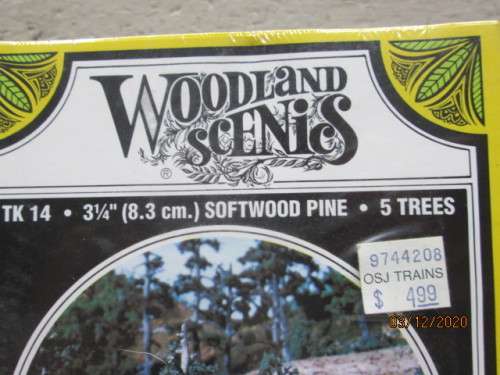 WOODLAND
SCENICS
®
TK 14 • 3¼" (8.3 cm.) SOFTWOOD PINE • 5 TREES
9744208
OSJ TRAINS
$ 4.99
03/12/2020